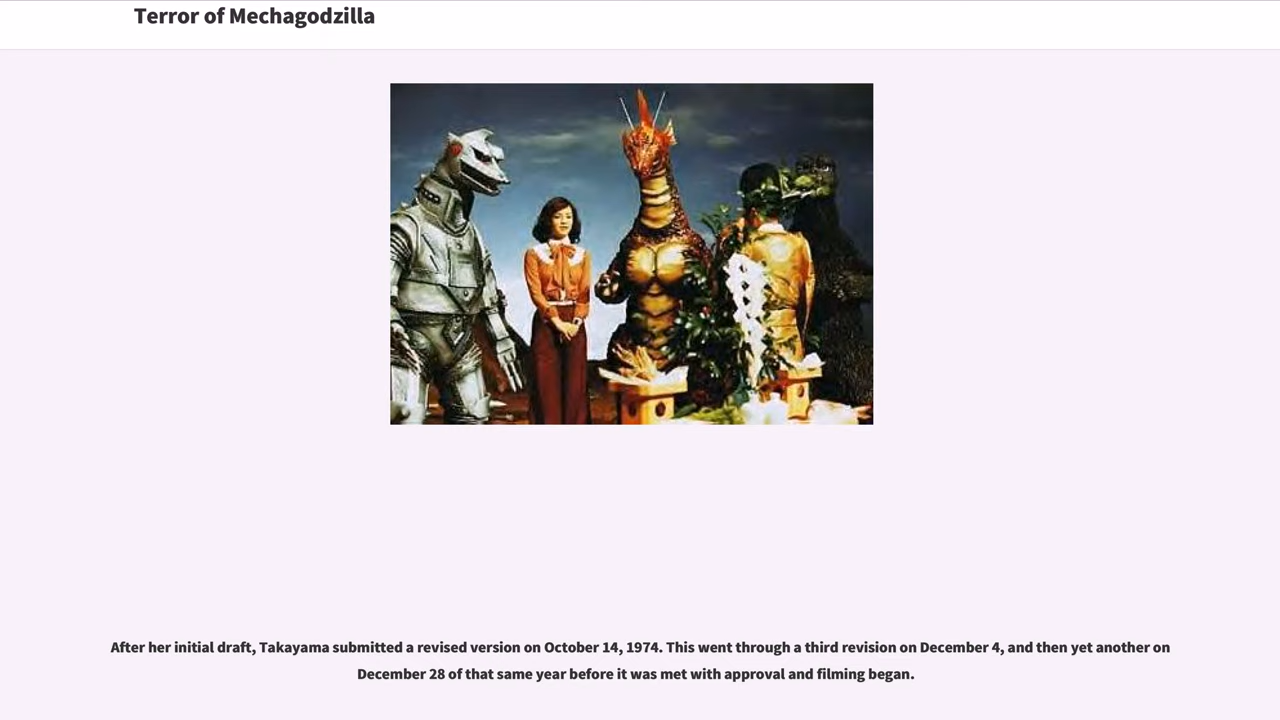 Terror of Mechagodzilla
After her initial draft, Takayama submitted a revised version on October 14, 1974. This went through a third revision on December 4, and then yet another on
December 28 of that same year before it was met with approval and filming began.